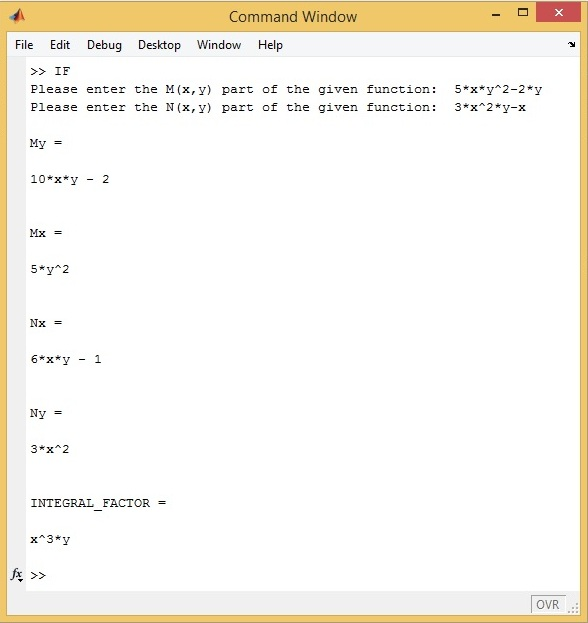 Command Window
File Edit Debug Desktop Window Help
>> IF
Please enter the M(x,y) part of the given function:  5*x*y^2-2*y
Please enter the N(x,y) part of the given function:  3*x^2*y-x
My =
10*x*y - 2
Mx =
5*y^2
Nx =
6*x*y - 1
Ny =
3*x^2
INTEGRAL_FACTOR =
x^3*y
fx >>
OVR